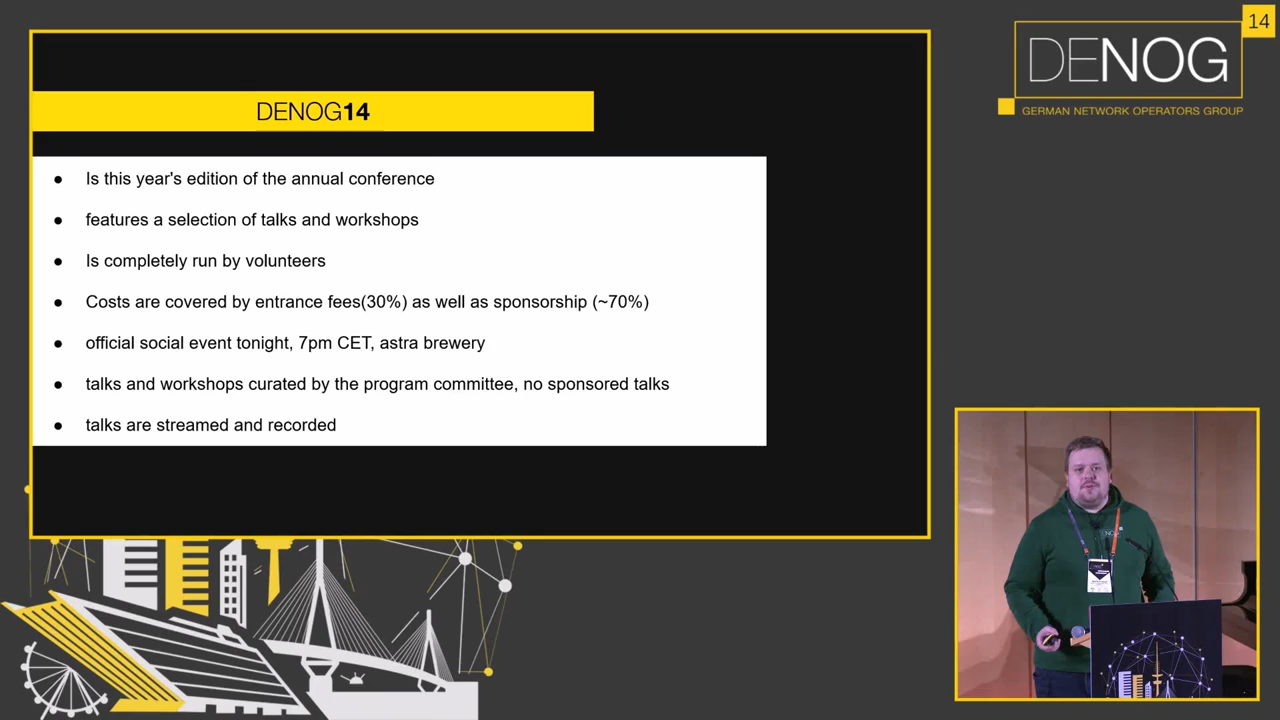 14
DENOG
GERMAN NETWORK OPERATORS GROUP
DENOG14
● Is this year's edition of the annual conference
● features a selection of talks and workshops
● Is completely run by volunteers
● Costs are covered by entrance fees(30%) as well as sponsorship (~70%)
● official social event tonight, 7pm CET, astra brewery
● talks and workshops curated by the program committee, no sponsored talks
● talks are streamed and recorded